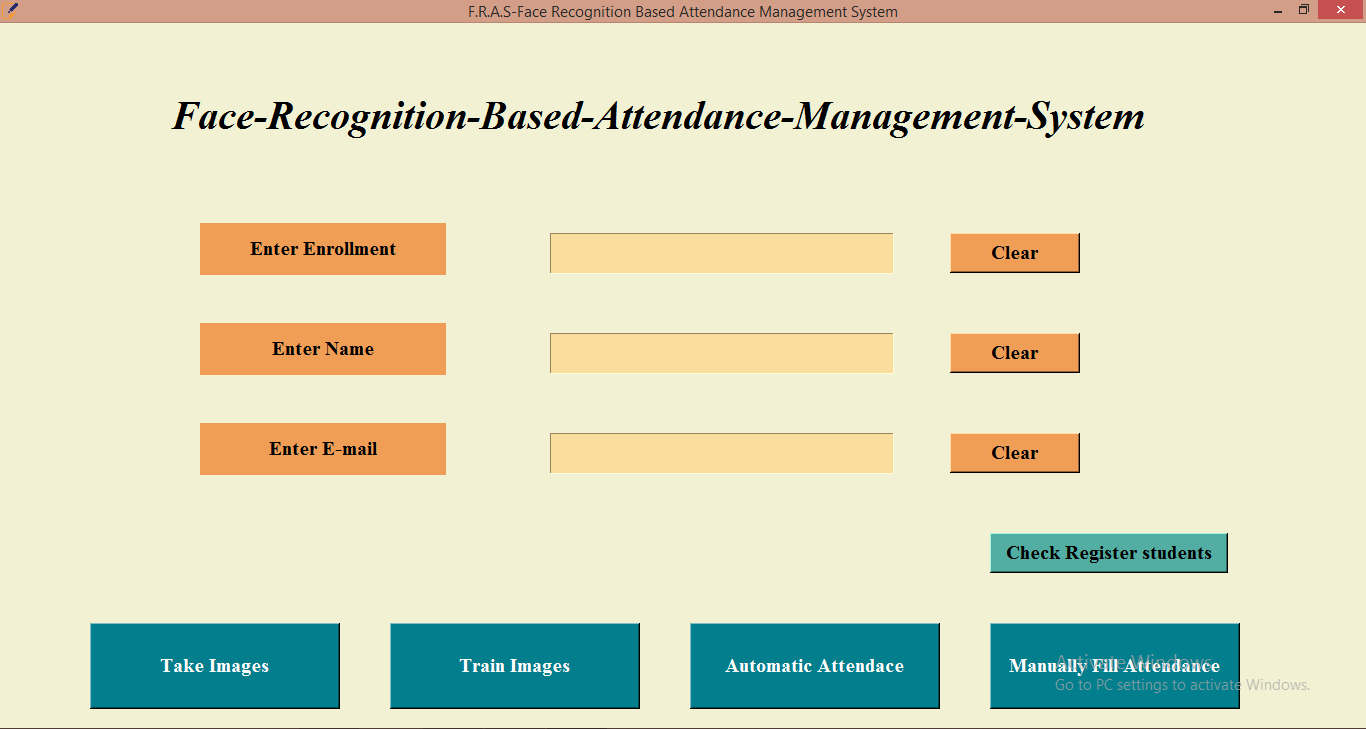 F.R.A.S-Face Recognition Based Attendance Management System
Face-Recognition-Based-Attendance-Management-System
Enter Enrollment
Clear
Enter Name
Clear
Enter E-mail
Clear
Check Register students
Take Images
Train Images
Automatic Attendace
Manually Fill Attendance
Activate Windows
Go to PC settings to activate Windows.